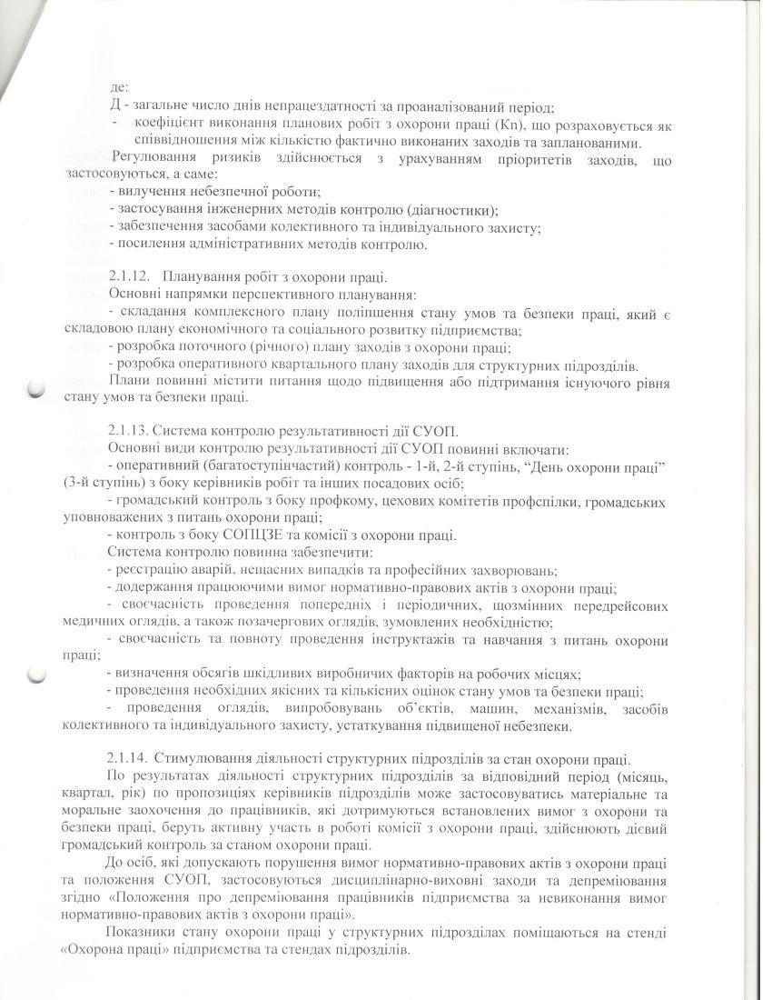 де:
Д - загальне число днів непрацездатності за проаналізований період;
- коефіцієнт виконання планових робіт з охорони праці (Кп), що розраховується як
співвідношення між кількістю фактично виконаних заходів та запланованими.
Регулювання ризиків здійснюється з урахуванням пріоритетів заходів, що
застосовуються, а саме:
- вилучення небезпечної роботи;
- застосування інженерних методів контролю (діагностики);
- забезпечення засобами колективного та індивідуального захисту;
- посилення адміністративних методів контролю.
2.1.12. Планування робіт з охорони праці.
Основні напрямки перспективного планування:
- складання комплексного плану поліпшення стану умов та безпеки праці, який є
складовою плану економічного та соціального розвитку підприємства;
- розробка поточного (річного) плану заходів з охорони праці;
- розробка оперативного квартального плану заходів для структурних підрозділів.
Плани повинні містити питання щодо підвищення або підтримання існуючого рівня
стану умов та безпеки праці.
2.1.13. Система контролю результативності дії СУОП.
Основні види контролю результативності дії СУОП повинні включати:
- оперативний (багатоступінчастий) контроль - 1-й, 2-й ступінь, “День охорони праці”
(3-й ступінь) з боку керівників робіт та інших посадових осіб;
- громадський контроль з боку профкому, цехових комітетів профспілки, громадських
уповноважених з питань охорони праці;
- контроль з боку СОПЦЗЕ та комісії з охорони праці.
Система контролю повинна забезпечити:
- реєстрацію аварій, нещасних випадків та професійних захворювань;
- додержання працюючими вимог нормативно-правових актів з охорони праці;
- своєчасність проведення попередніх і періодичних, щозмінних передрейсових
медичних оглядів, а також позачергових оглядів, зумовлених необхідністю;
- своєчасність та повноту проведення інструктажів та навчання з питань охорони
праці;
- визначення обсягів шкідливих виробничих факторів на робочих місцях;
- проведення необхідних якісних та кількісних оцінок стану умов та безпеки праці;
- проведення оглядів, випробовувань об’єктів, машин, механізмів, засобів
колективного та індивідуального захисту, устаткування підвищеної небезпеки.
2.1.14. Стимулювання діяльності структурних підрозділів за стан охорони праці.
По результатах діяльності структурних підрозділів за відповідний період (місяць,
квартал, рік) по пропозиціях керівників підрозділів може застосовуватись матеріальне та
моральне заохочення до працівників, які дотримуються встановлених вимог з охорони та
безпеки праці, беруть активну участь в роботі комісії з охорони праці, здійснюють дієвий
громадський контроль за станом охорони праці.
До осіб, які допускають порушення вимог нормативно-правових актів з охорони праці
та положення СУОП, застосовуються дисциплінарно-виховні заходи та депреміювання
згідно «Положення про депреміювання працівників підприємства за невиконання вимог
нормативно-правових актів з охорони праці».
Показники стану охорони праці у структурних підрозділах поміщаються на стенді
«Охорона праці» підприємства та стендах підрозділів.